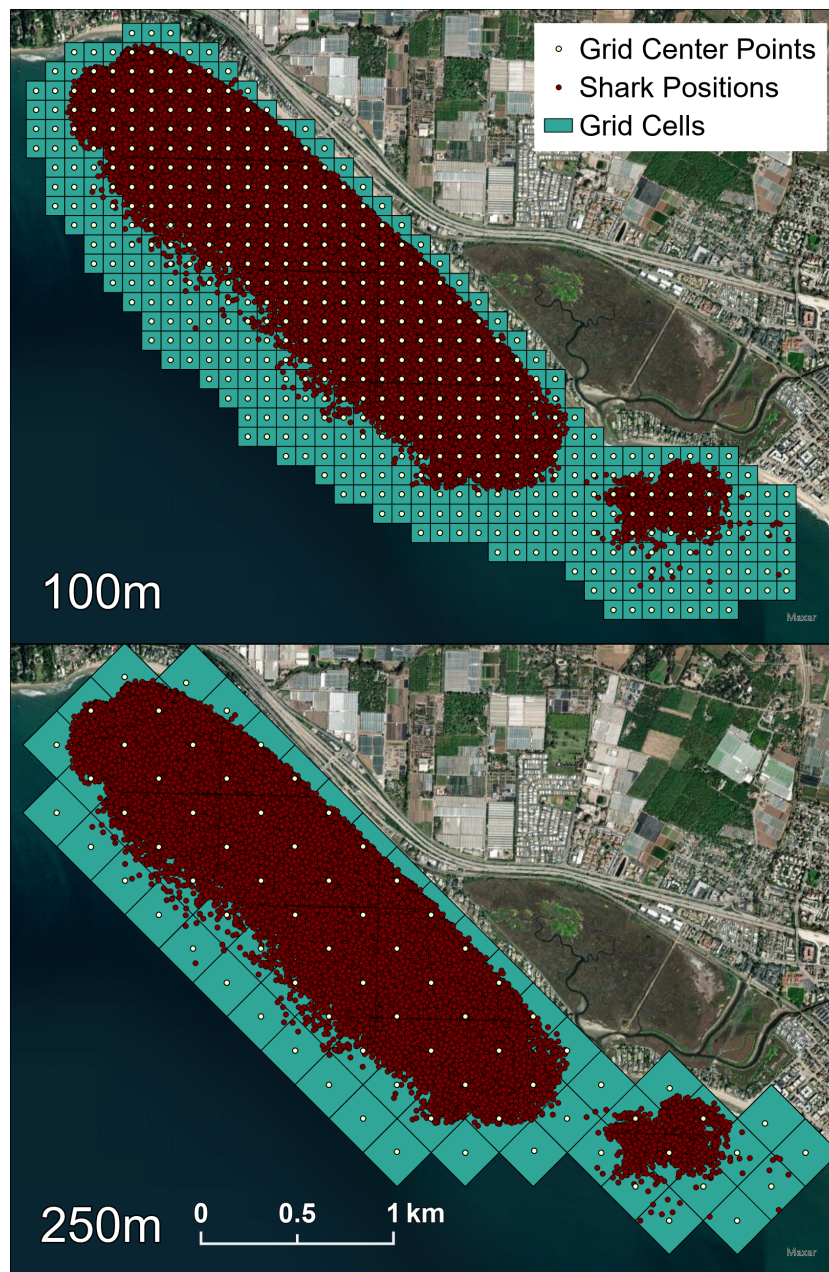 Grid Center Points
Shark Positions
Grid Cells
100m
Maxar
250m
0 0.5 1 km
Maxar